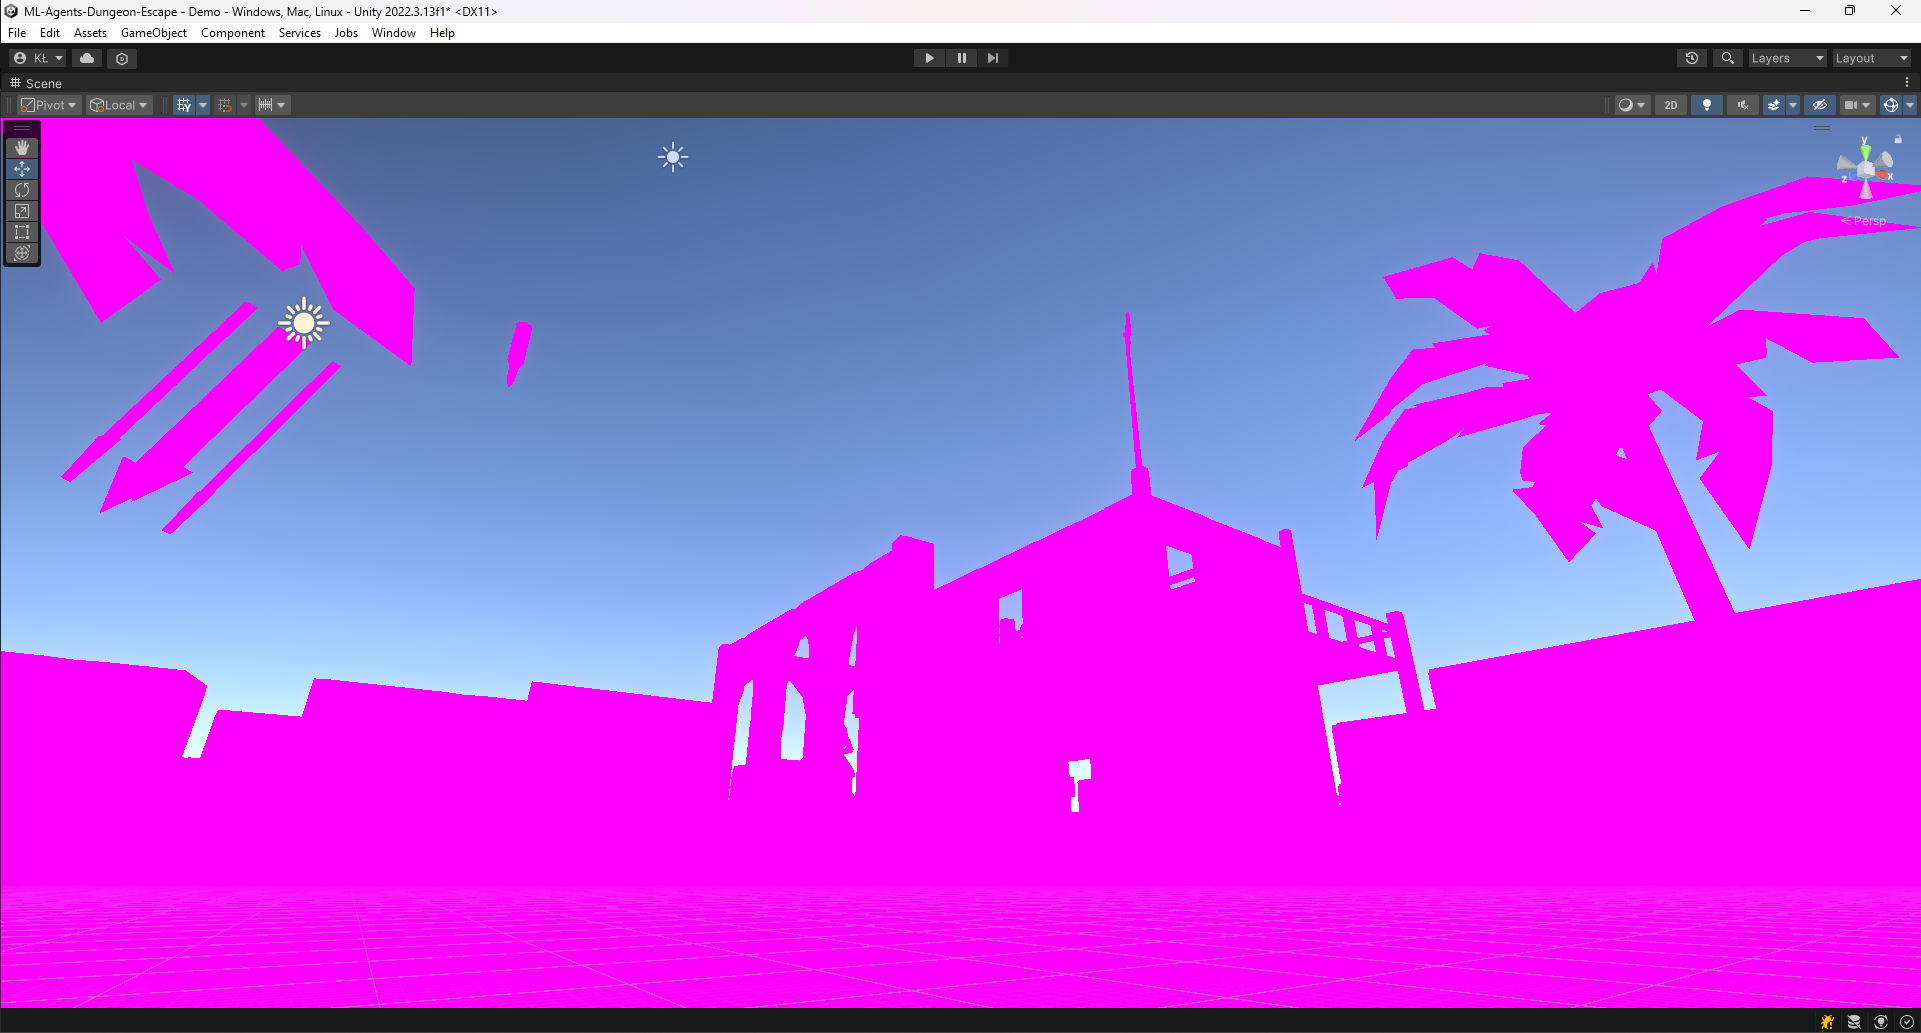 ML-Agents-Dungeon-Escape - Demo - Windows, Mac, Linux - Unity 2022.3.13f1* <DX11>
File Edit Assets GameObject Component Services Jobs Window Help
KŁ Layers Layout
Scene
Pivot Local 2D
y
z x
< Persp